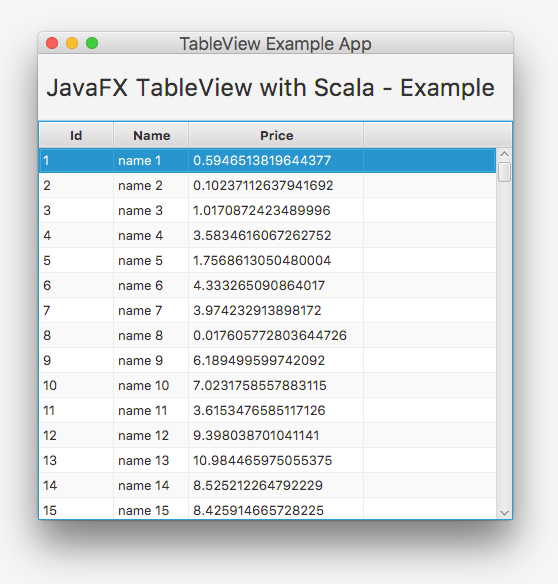 TableView Example App
JavaFX TableView with Scala - Example
Id Name Price
1 name 1 0.5946513819644377
2 name 2 0.10237112637941692
3 name 3 1.0170872423489996
4 name 4 3.5834616067262752
5 name 5 1.7568613050480004
6 name 6 4.333265090864017
7 name 7 3.974232913898172
8 name 8 0.017605772803644726
9 name 9 6.189499599742092
10 name 10 7.0231758557883115
11 name 11 3.6153476585117126
12 name 12 9.398038701041141
13 name 13 10.984465975055375
14 name 14 8.525212264792229
15 name 15 8.425914665728225